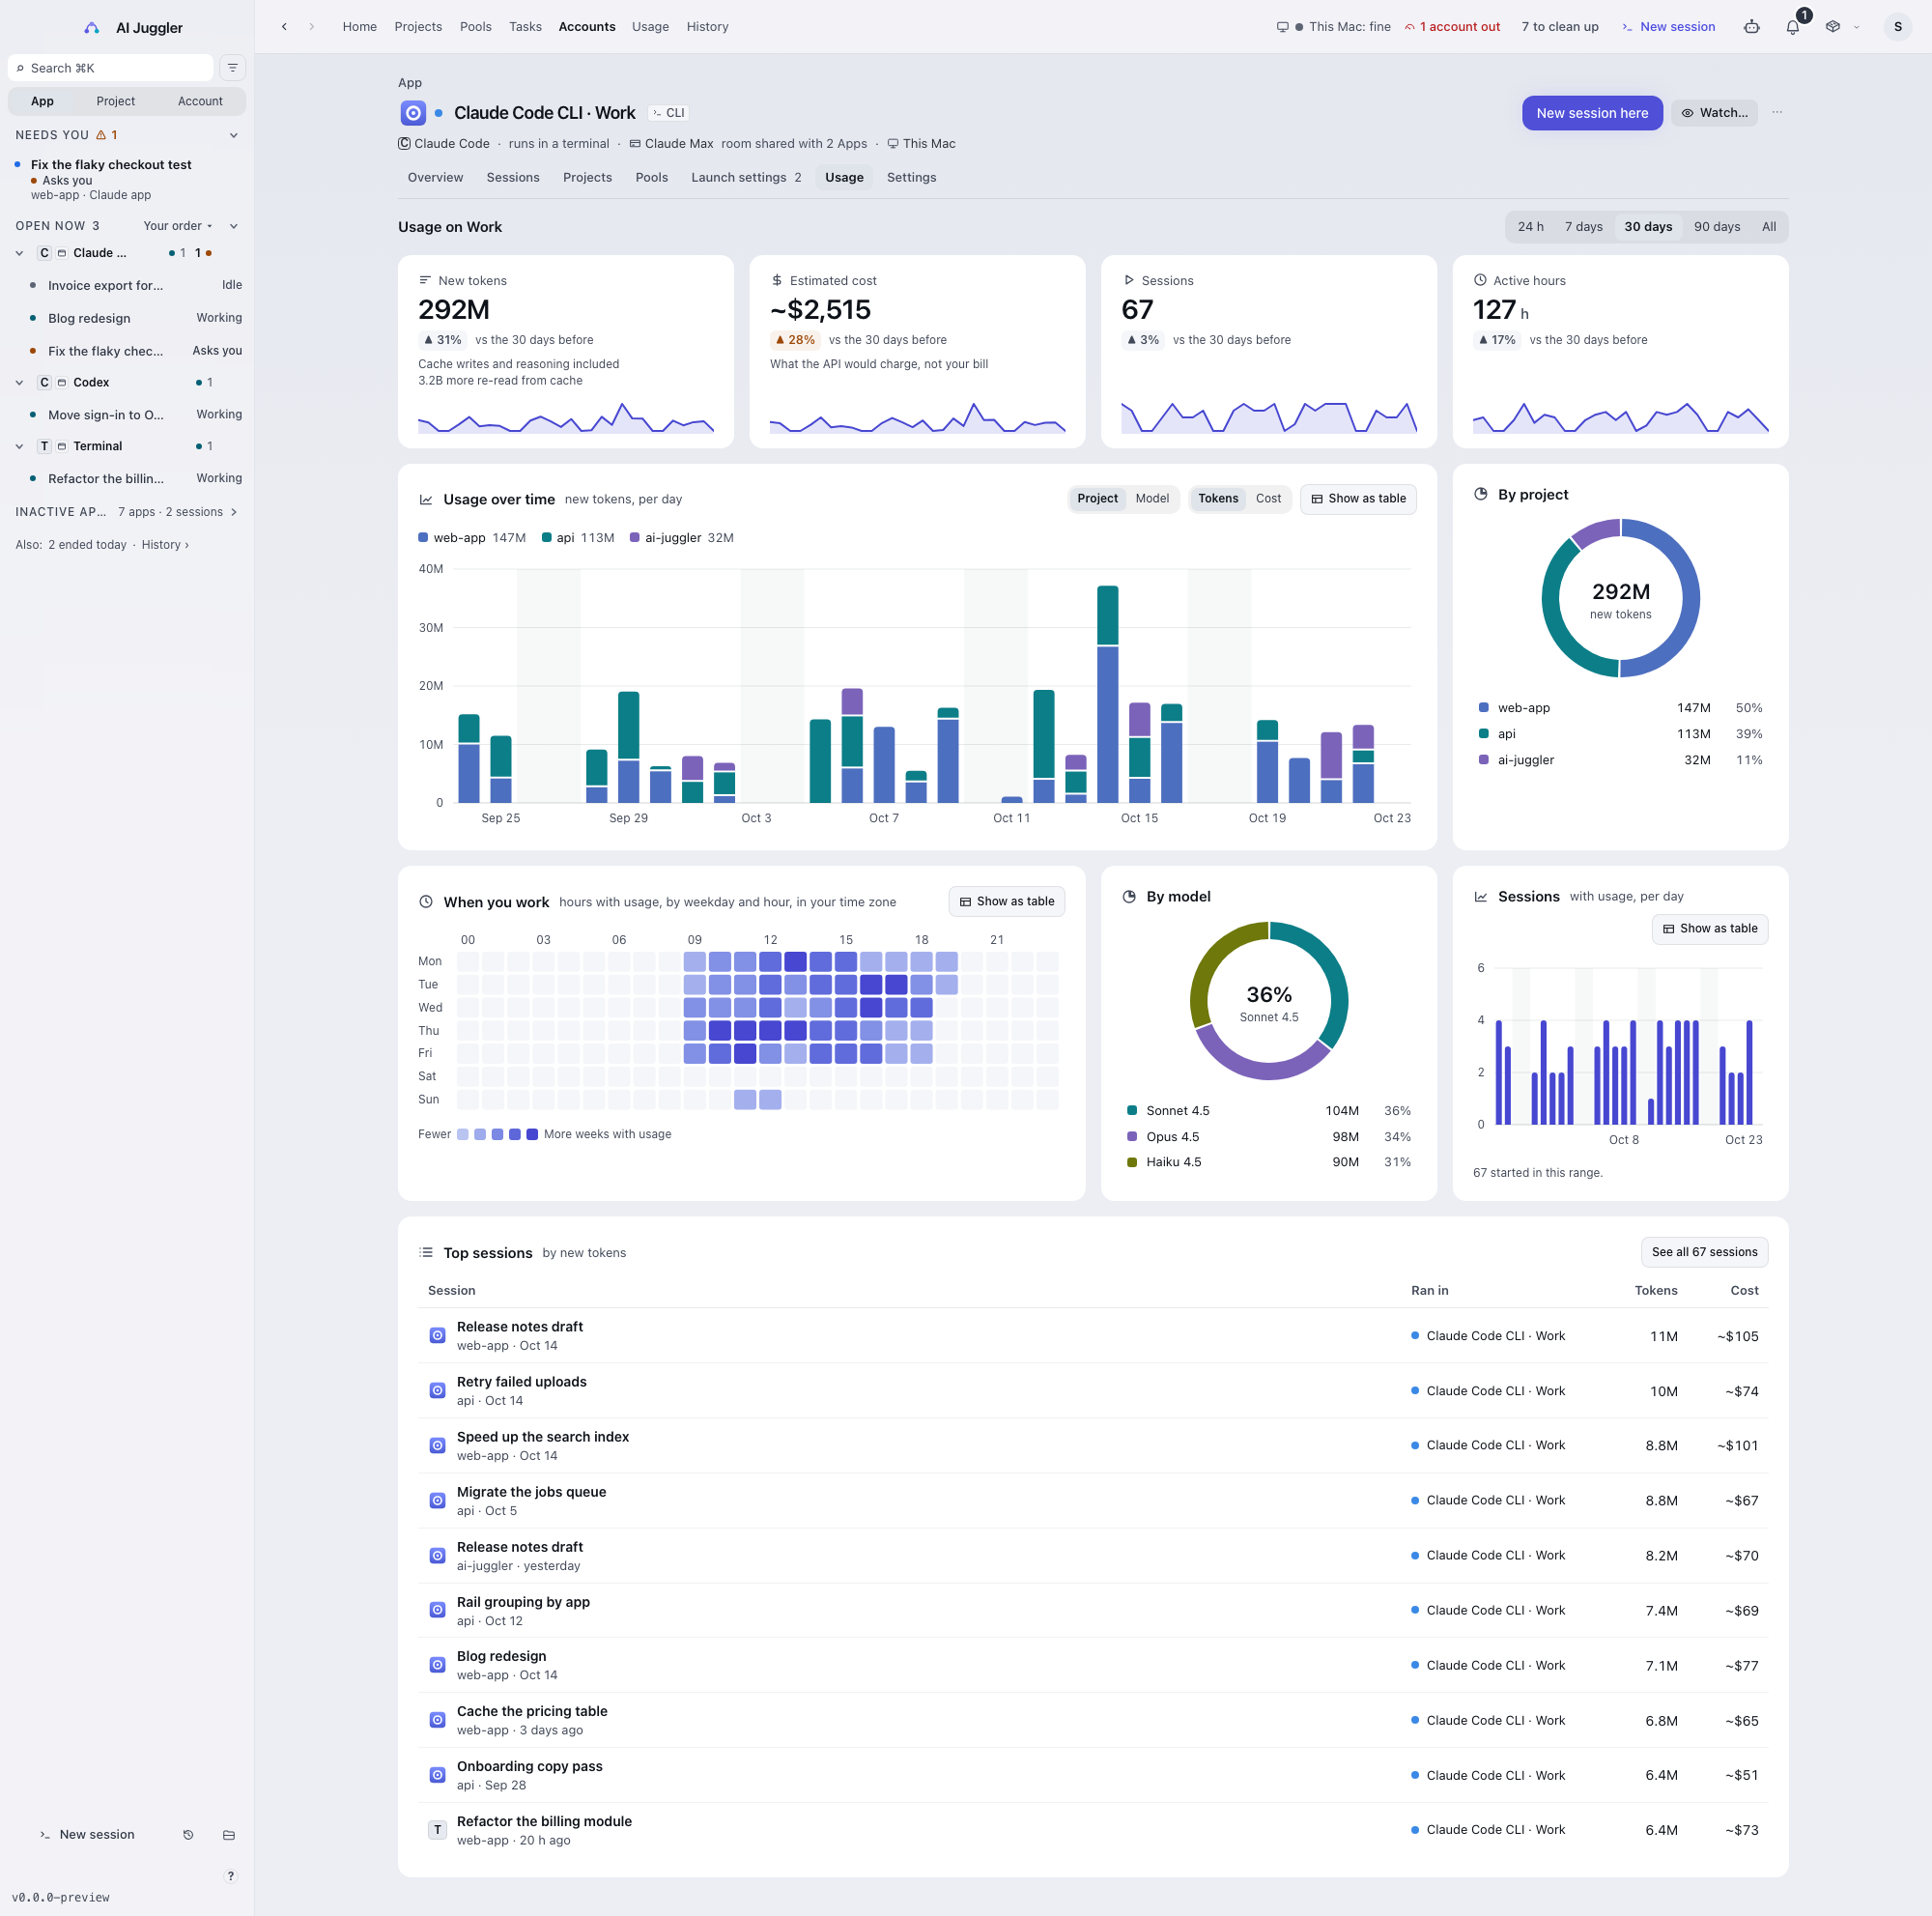 AI Juggler
Search ⌘K
App Project Account
NEEDS YOU 1
Fix the flaky checkout test
Asks you
web-app · Claude app
OPEN NOW 3 Your order
C Claude ... 1 1
Invoice export for... Idle
Blog redesign Working
Fix the flaky chec... Asks you
C Codex 1
Move sign-in to O... Working
T Terminal 1
Refactor the billin... Working
INACTIVE AP... 7 apps · 2 sessions
Also: 2 ended today · History ›
New session
?
v0.0.0-preview
Home Projects Pools Tasks Accounts Usage History
This Mac: fine 1 account out 7 to clean up New session 1 S
App
Claude Code CLI · Work CLI
New session here Watch... ...
C Claude Code · runs in a terminal · Claude Max room shared with 2 Apps · This Mac
Overview Sessions Projects Pools Launch settings 2 Usage Settings
Usage on Work
24 h 7 days 30 days 90 days All
New tokens
292M
▲ 31% vs the 30 days before
Cache writes and reasoning included
3.2B more re-read from cache
$ Estimated cost
~$2,515
▲ 28% vs the 30 days before
What the API would charge, not your bill
Sessions
67
▲ 3% vs the 30 days before
Active hours
127 h
▲ 17% vs the 30 days before
Usage over time new tokens, per day
Project Model Tokens Cost Show as table
web-app 147M api 113M ai-juggler 32M
40M
30M
20M
10M
0
Sep 25 Sep 29 Oct 3 Oct 7 Oct 11 Oct 15 Oct 19 Oct 23
By project
292M
new tokens
web-app 147M 50%
api 113M 39%
ai-juggler 32M 11%
When you work hours with usage, by weekday and hour, in your time zone Show as table
00 03 06 09 12 15 18 21
Mon
Tue
Wed
Thu
Fri
Sat
Sun
Fewer More weeks with usage
By model
36%
Sonnet 4.5
Sonnet 4.5 104M 36%
Opus 4.5 98M 34%
Haiku 4.5 90M 31%
Sessions with usage, per day
Show as table
6
4
2
0
Oct 8 Oct 23
67 started in this range.
Top sessions by new tokens See all 67 sessions
Session Ran in Tokens Cost
Release notes draft
web-app · Oct 14
Claude Code CLI · Work 11M ~$105
Retry failed uploads
api · Oct 14
Claude Code CLI · Work 10M ~$74
Speed up the search index
web-app · Oct 14
Claude Code CLI · Work 8.8M ~$101
Migrate the jobs queue
api · Oct 5
Claude Code CLI · Work 8.8M ~$67
Release notes draft
ai-juggler · yesterday
Claude Code CLI · Work 8.2M ~$70
Rail grouping by app
api · Oct 12
Claude Code CLI · Work 7.4M ~$69
Blog redesign
web-app · Oct 14
Claude Code CLI · Work 7.1M ~$77
Cache the pricing table
web-app · 3 days ago
Claude Code CLI · Work 6.8M ~$65
Onboarding copy pass
api · Sep 28
Claude Code CLI · Work 6.4M ~$51
T Refactor the billing module
web-app · 20 h ago
Claude Code CLI · Work 6.4M ~$73